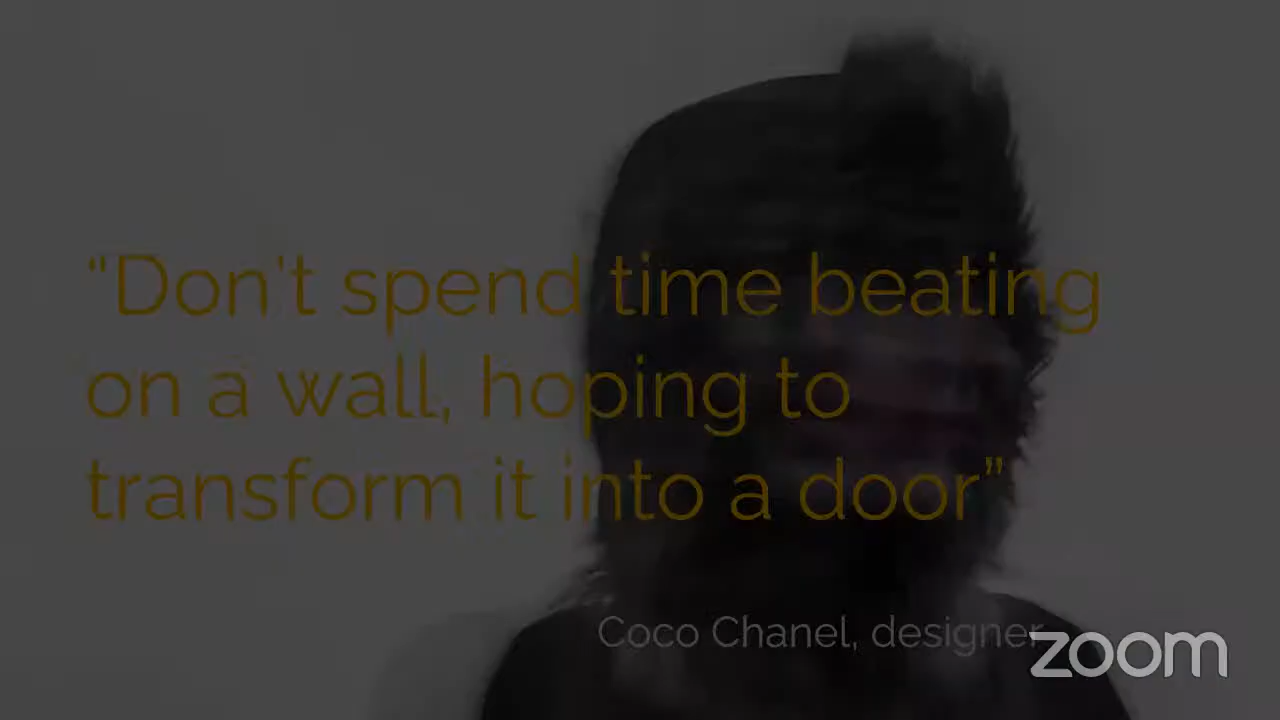 “Don't spend time beating
on a wall, hoping to
transform it into a door”
Coco Chanel, designer
zoom